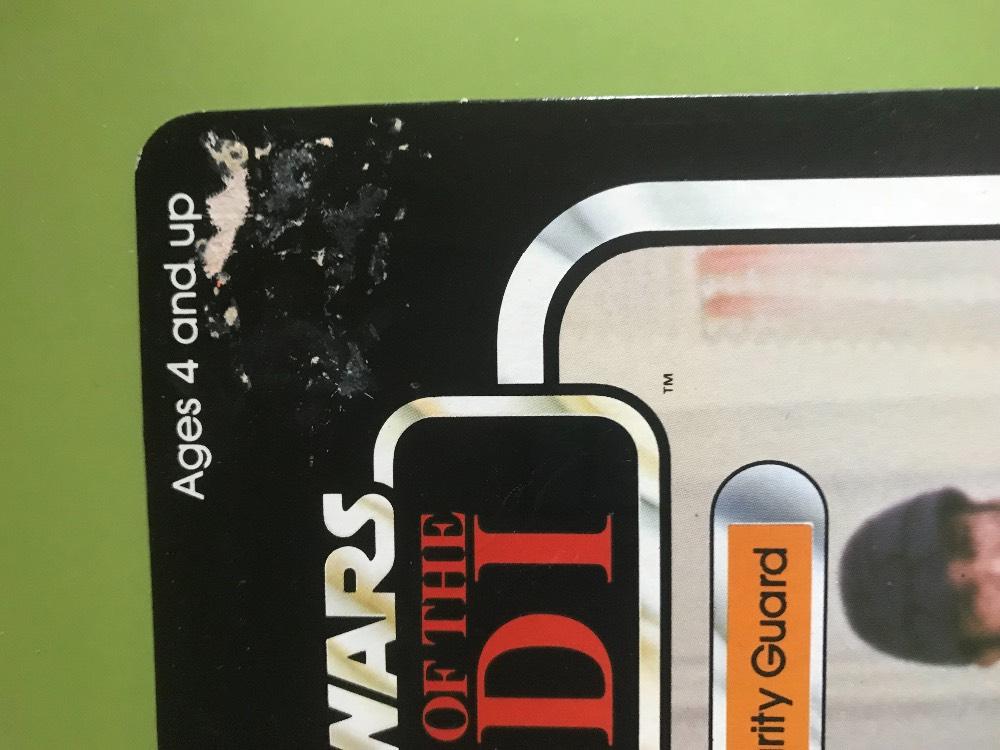 Ages 4 and up
WARS
OF THE
DI
TM
rity Guard